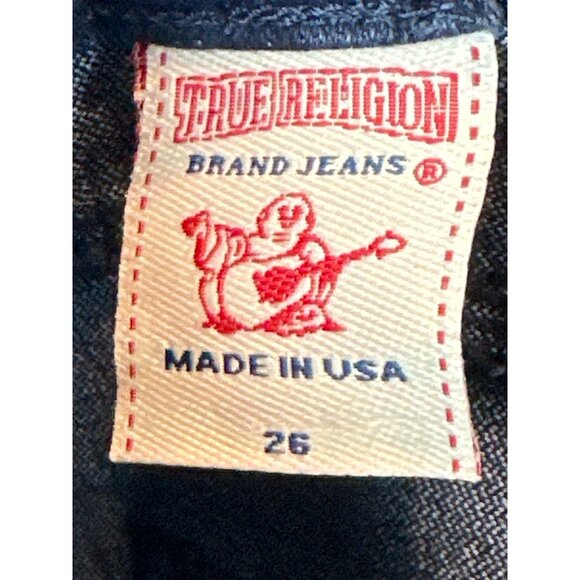 TRUE RELIGION
BRAND JEANS ®
MADE IN USA
26